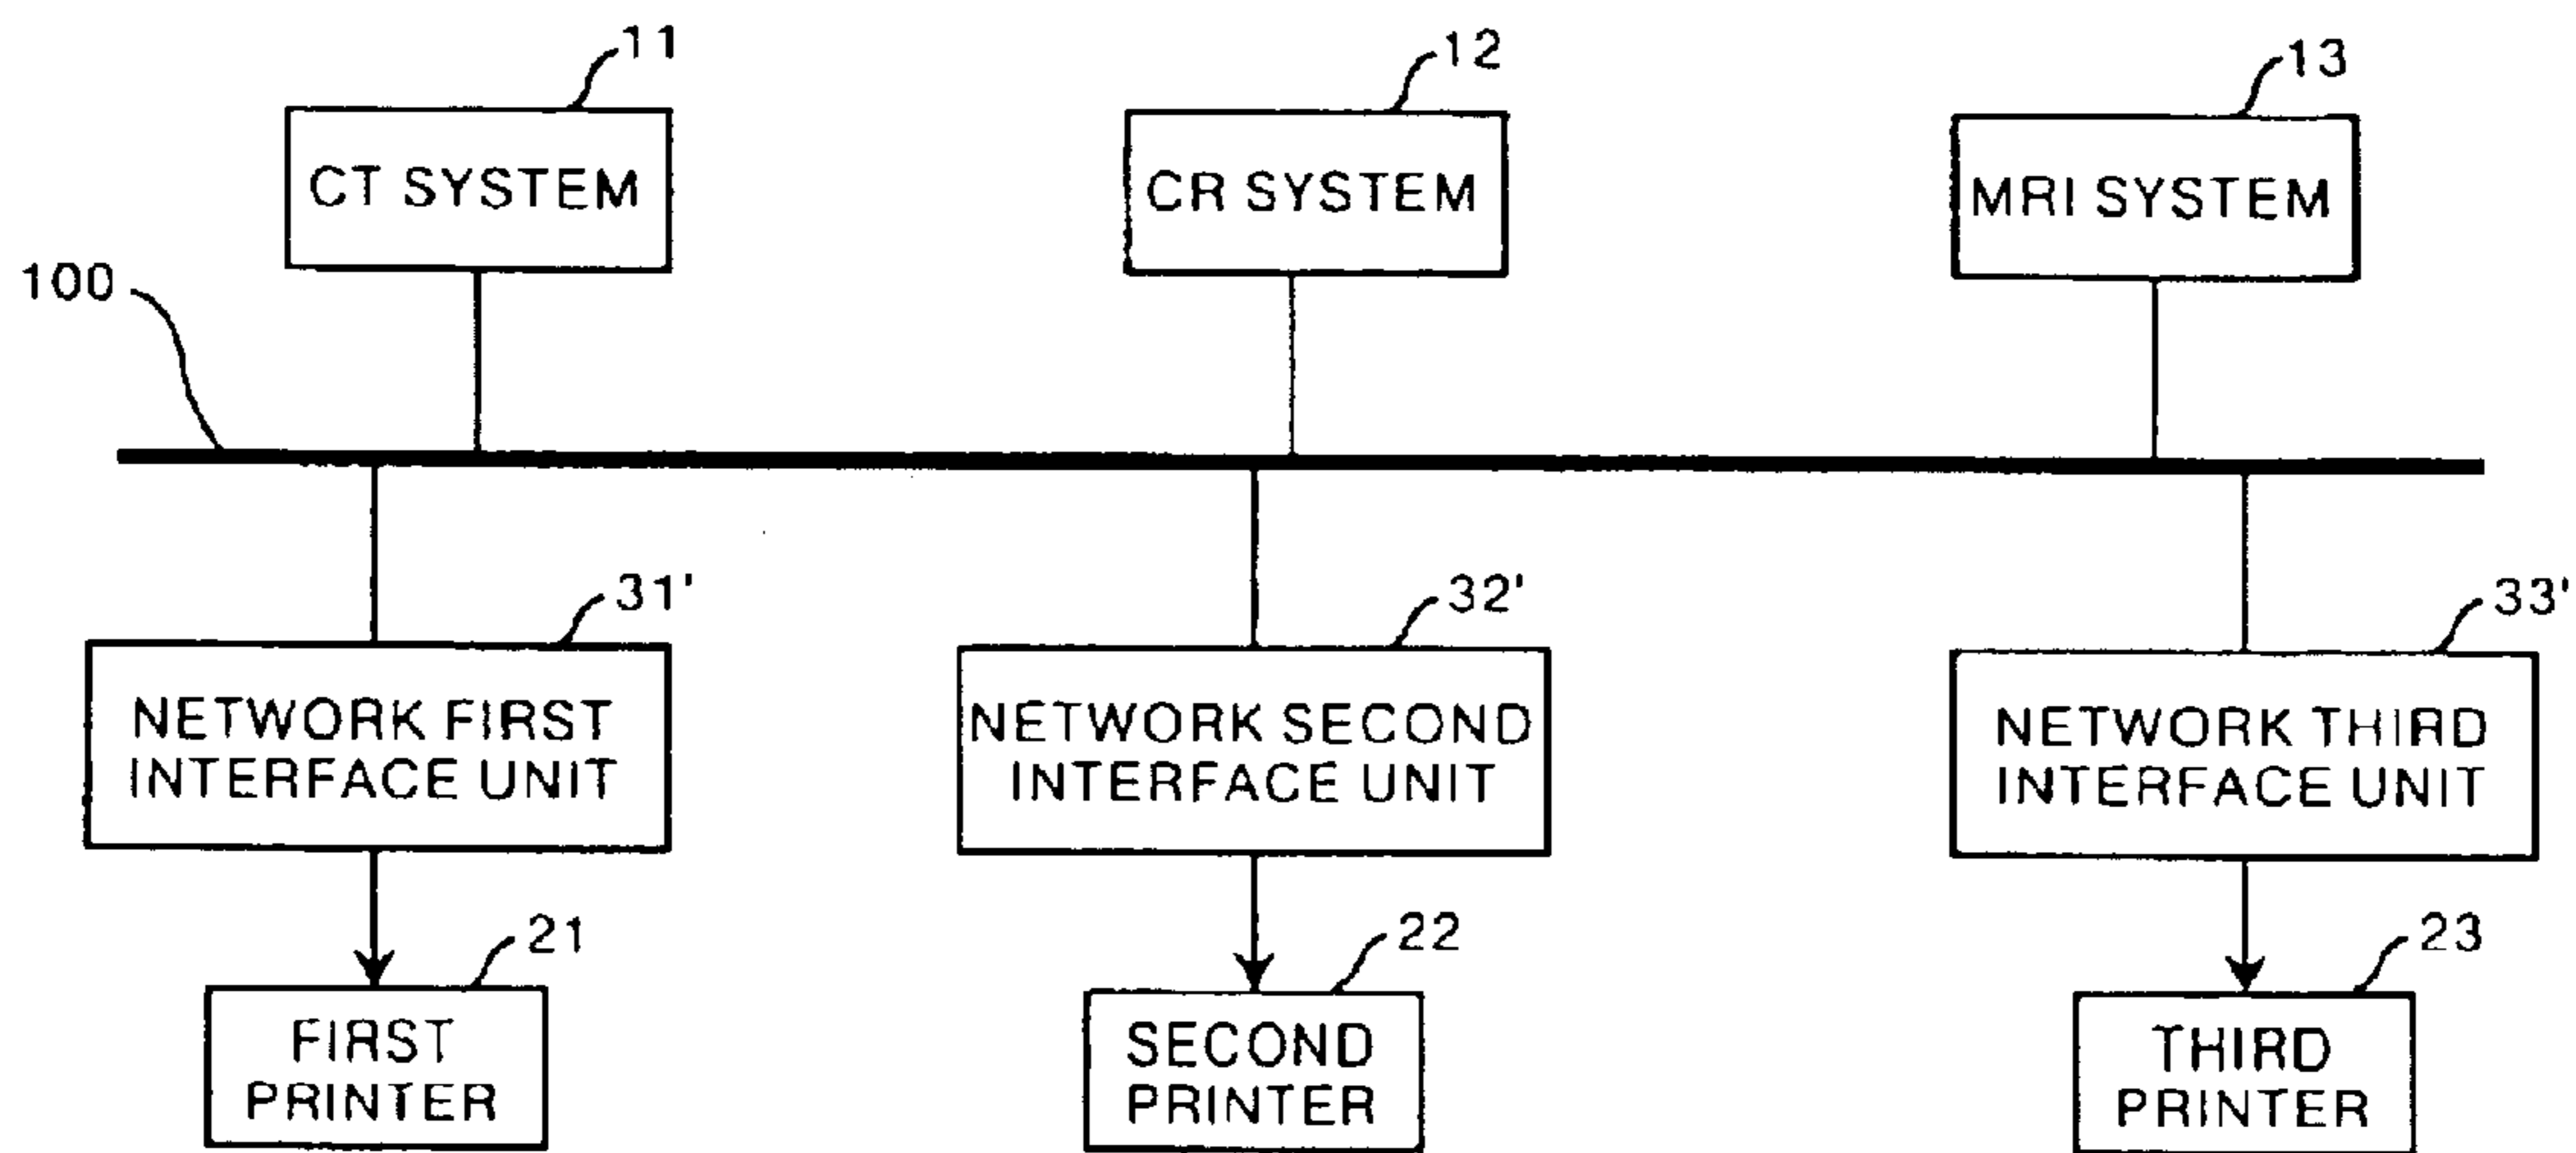 11
12
13
CT SYSTEM
CR SYSTEM
MRI SYSTEM
100
31'
32'
33'
NETWORK FIRST
INTERFACE UNIT
NETWORK SECOND
INTERFACE UNIT
NETWORK THIRD
INTERFACE UNIT
21
22
23
FIRST
PRINTER
SECOND
PRINTER
THIRD
PRINTER